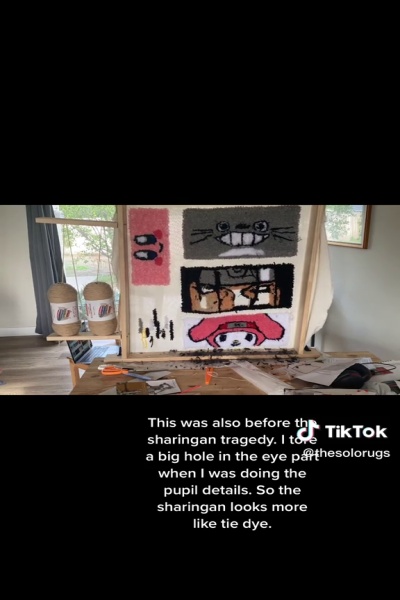 This was also before the
sharingan tragedy. I tore
a big hole in the eye part
when I was doing the
pupil details. So the
sharingan looks more
like tie dye.
TikTok
@thesolorugs